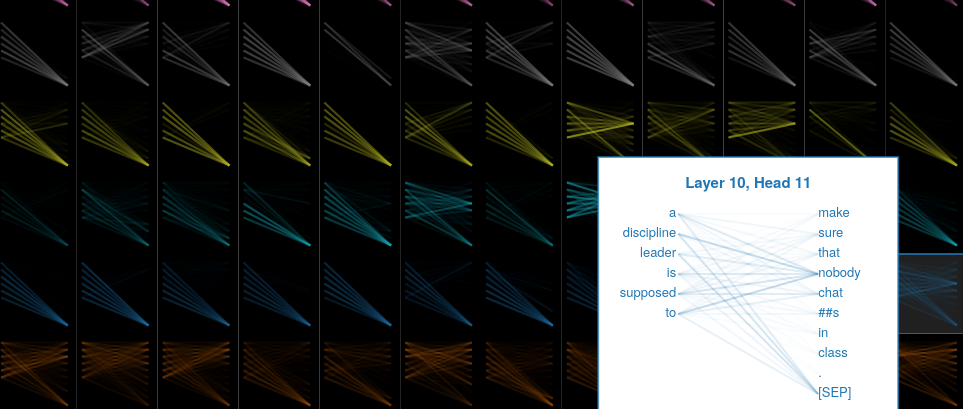 Layer 10, Head 11
a make
discipline sure
leader that
is nobody
supposed chat
to ##s
in
class
.
[SEP]